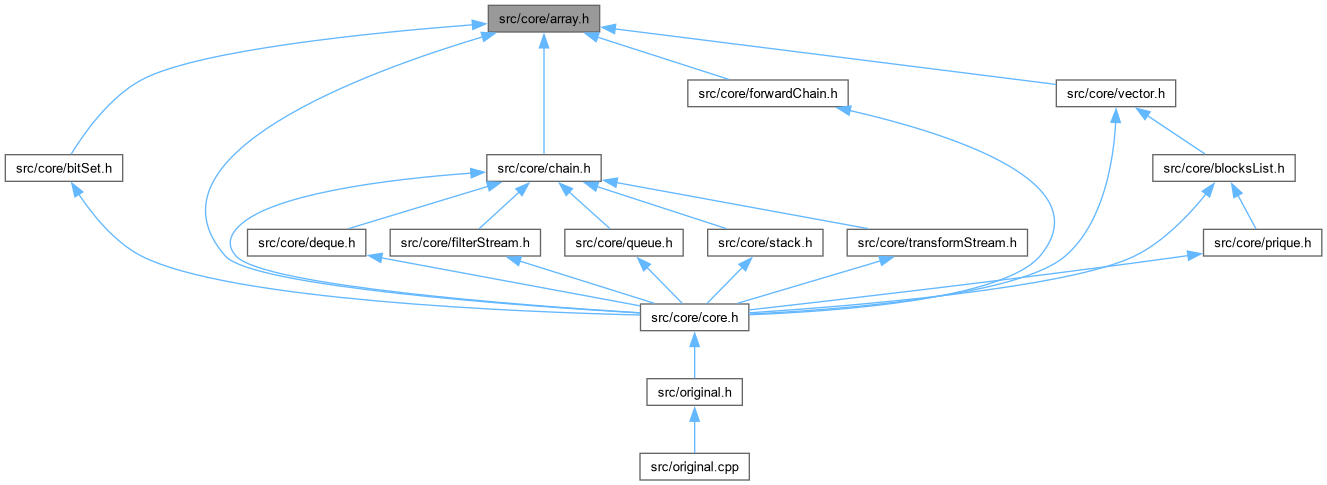 src/core/array.h
src/core/forwardChain.h
src/core/vector.h
src/core/bitSet.h
src/core/chain.h
src/core/blocksList.h
src/core/deque.h
src/core/filterStream.h
src/core/queue.h
src/core/stack.h
src/core/transformStream.h
src/core/prique.h
src/core/core.h
src/original.h
src/original.cpp